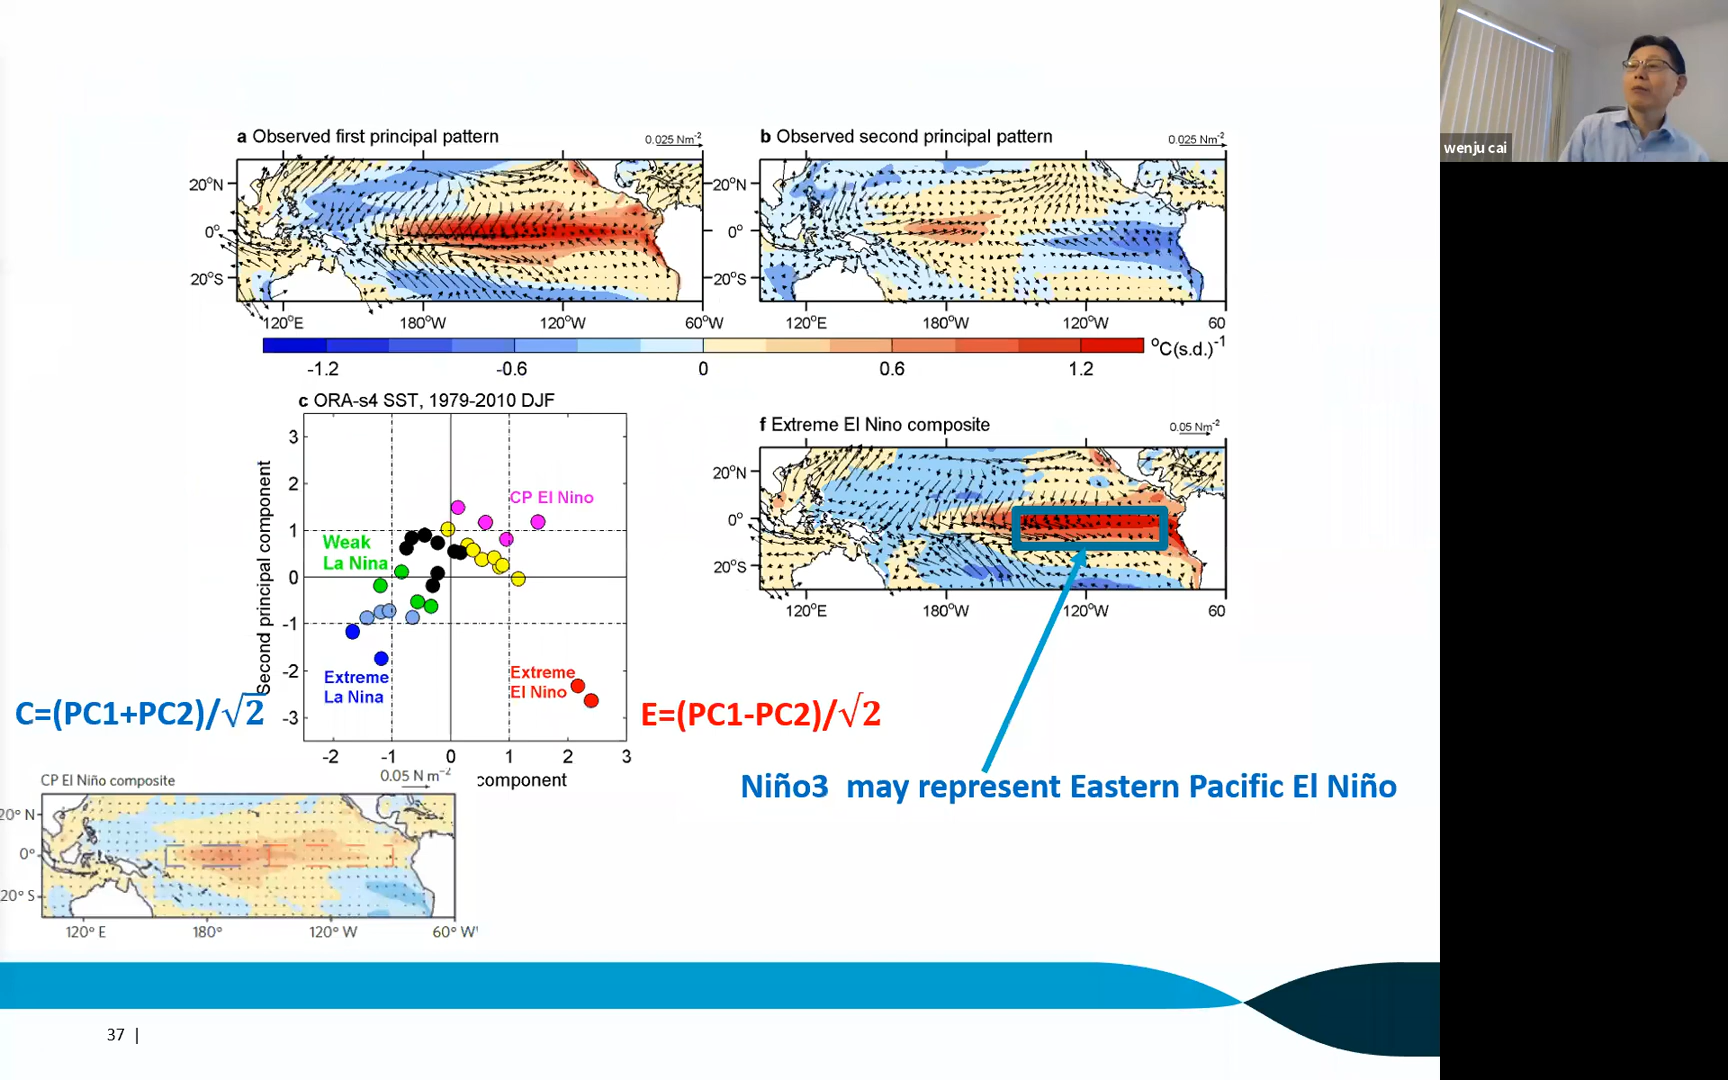 wenju cai
a Observed first principal pattern
0.025 Nm-2
b Observed second principal pattern
0.025 Nm-2
20°N
0°
20°S
120°E
180°W
120°W
60°W
20°N
0°
20°S
120°E
180°W
120°W
60
-1.2
-0.6
0
0.6
1.2
°C(s.d.)-1
c ORA-s4 SST, 1979-2010 DJF
Second principal component
3
2
1
0
-1
-2
-3
-2
-1
0
1
2
3
component
CP El Nino
Weak
La Nina
Extreme
La Nina
Extreme
El Nino
f Extreme El Nino composite
0.05 Nm-2
20°N
0°
20°S
120°E
180°W
120°W
60
C=(PC1+PC2)/√2
E=(PC1-PC2)/√2
Niño3 may represent Eastern Pacific El Niño
CP El Niño composite
0.05 N m-2
20° N
0°
20° S
120° E
180°
120° W
60° W
37 |